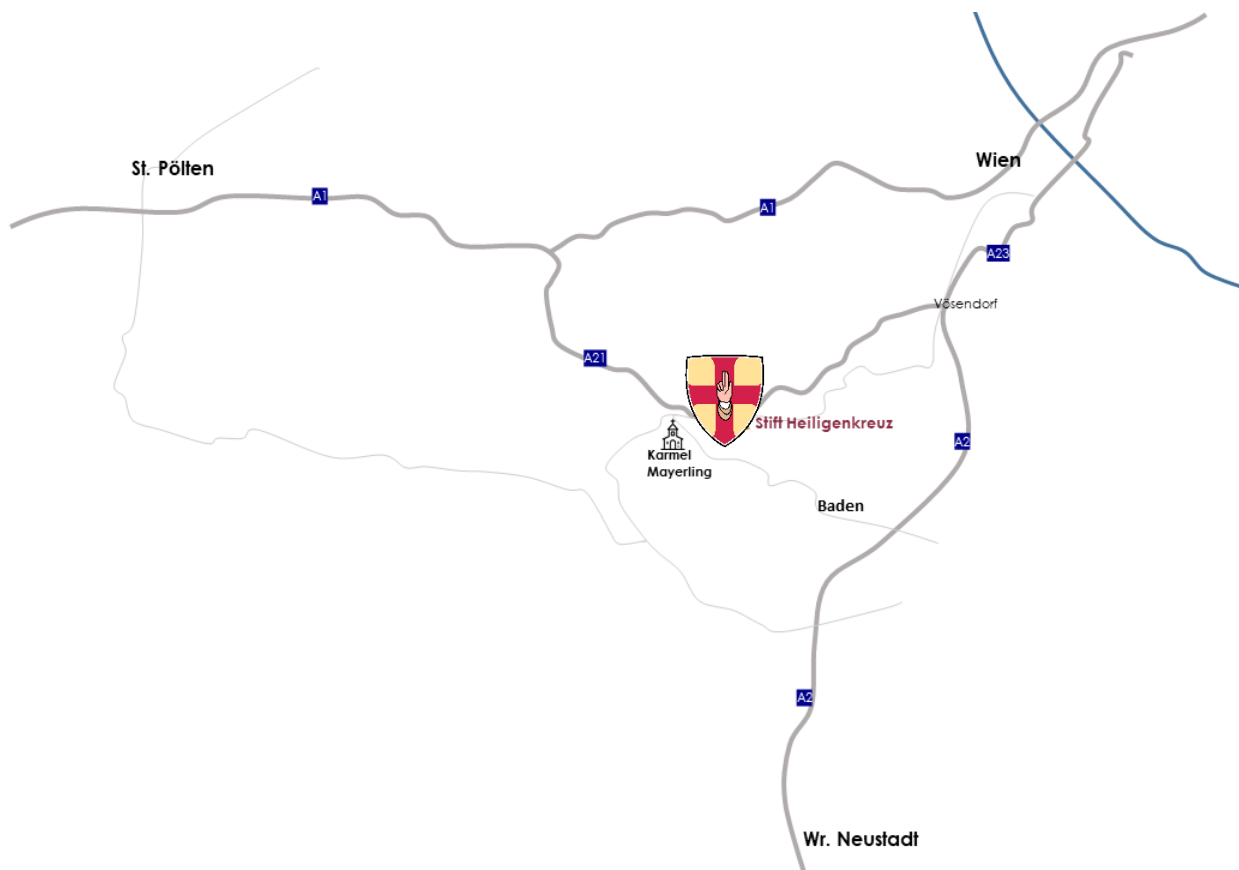 St. Pölten
Wien
A1
A1
A23
Vösendorf
A21
Stift Heiligenkreuz
A2
Karmel
Mayerling
Baden
A2
Wr. Neustadt